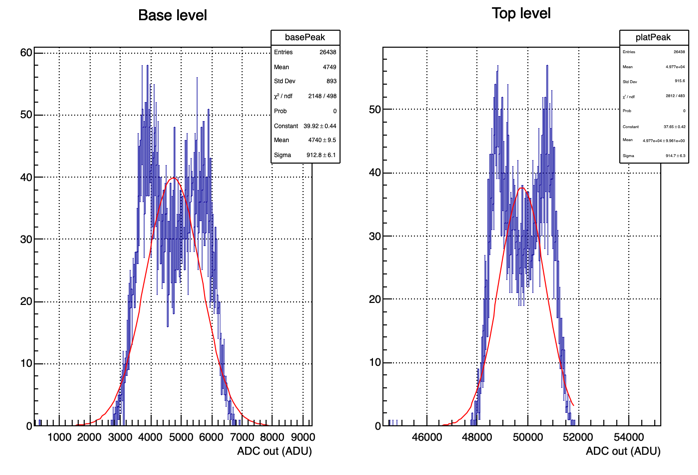 Base level
basePeak
Entries 26438
Mean 4749
Std Dev 893
χ² / ndf 2148 / 498
Prob 0
Constant 39.92 ± 0.44
Mean 4740 ± 9.5
Sigma 912.8 ± 6.1
60
50
40
30
20
10
0
1000 2000 3000 4000 5000 6000 7000 8000 9000
ADC out (ADU)
Top level
platPeak
Entries 26438
Mean 4.977e+04
Std Dev
χ² / ndf
Prob 0
Constant
Mean
Sigma
50
40
30
20
10
0
46000 48000 50000 52000 54000
ADC out (ADU)